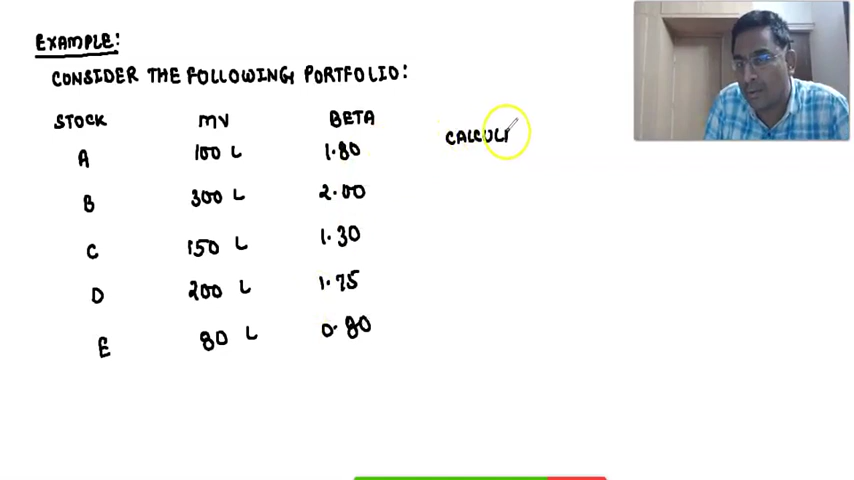 EXAMPLE:
CONSIDER THE FOLLOWING PORTFOLIO:
STOCK MV BETA
A 100 L 1.80
B 300 L 2.00
C 150 L 1.30
D 200 L 1.75
E 80 L 0.80